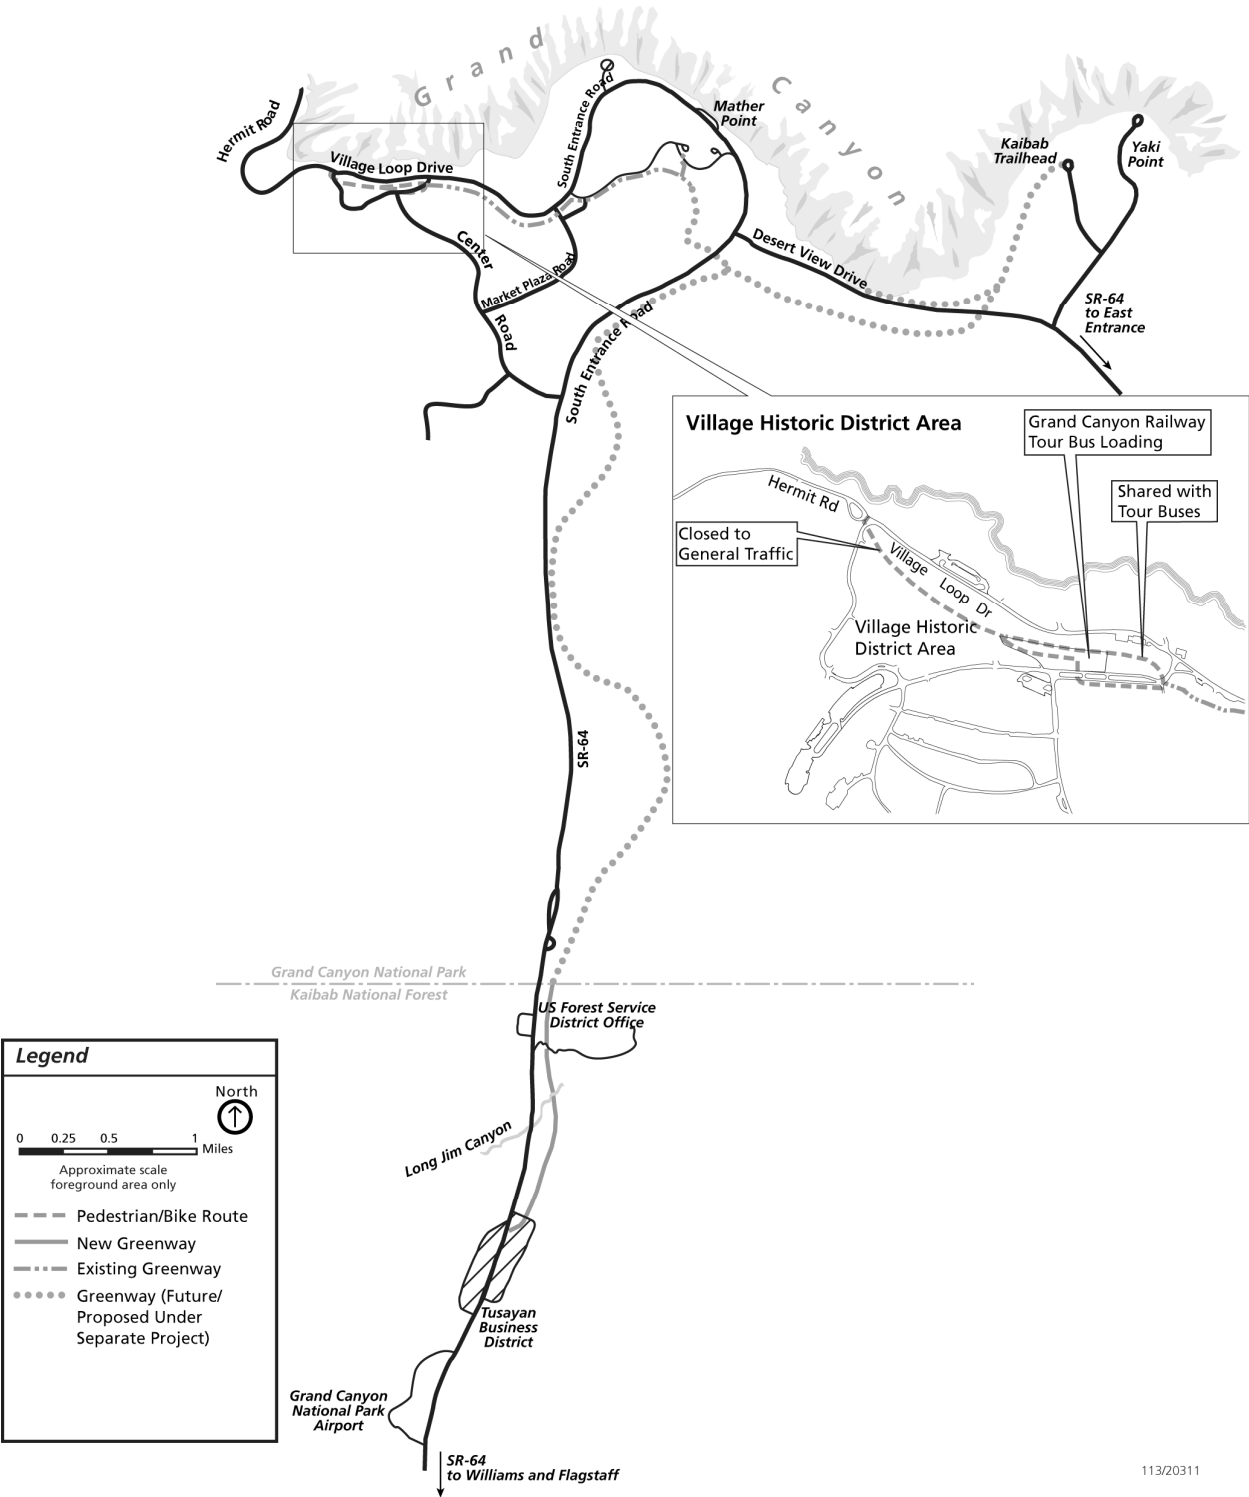 Grand
Canyon
Hermit Road
Village Loop Drive
South Entrance Road
Mather
Point
Kaibab
Trailhead
Yaki
Point
Center
Road
Market Plaza Road
Desert View Drive
SR-64
to East
Entrance
South Entrance Road
Village Historic District Area
Grand Canyon Railway
Tour Bus Loading
Shared with
Tour Buses
Hermit Rd
Closed to
General Traffic
Village Loop Dr
Village Historic
District Area
SR-64
Grand Canyon National Park
Kaibab National Forest
US Forest Service
District Office
Long Jim Canyon
Tusayan
Business
District
Grand Canyon
National Park
Airport
SR-64
to Williams and Flagstaff
Legend
North
0 0.25 0.5 1
Miles
Approximate scale
foreground area only
Pedestrian/Bike Route
New Greenway
Existing Greenway
Greenway (Future/
Proposed Under
Separate Project)
113/20311